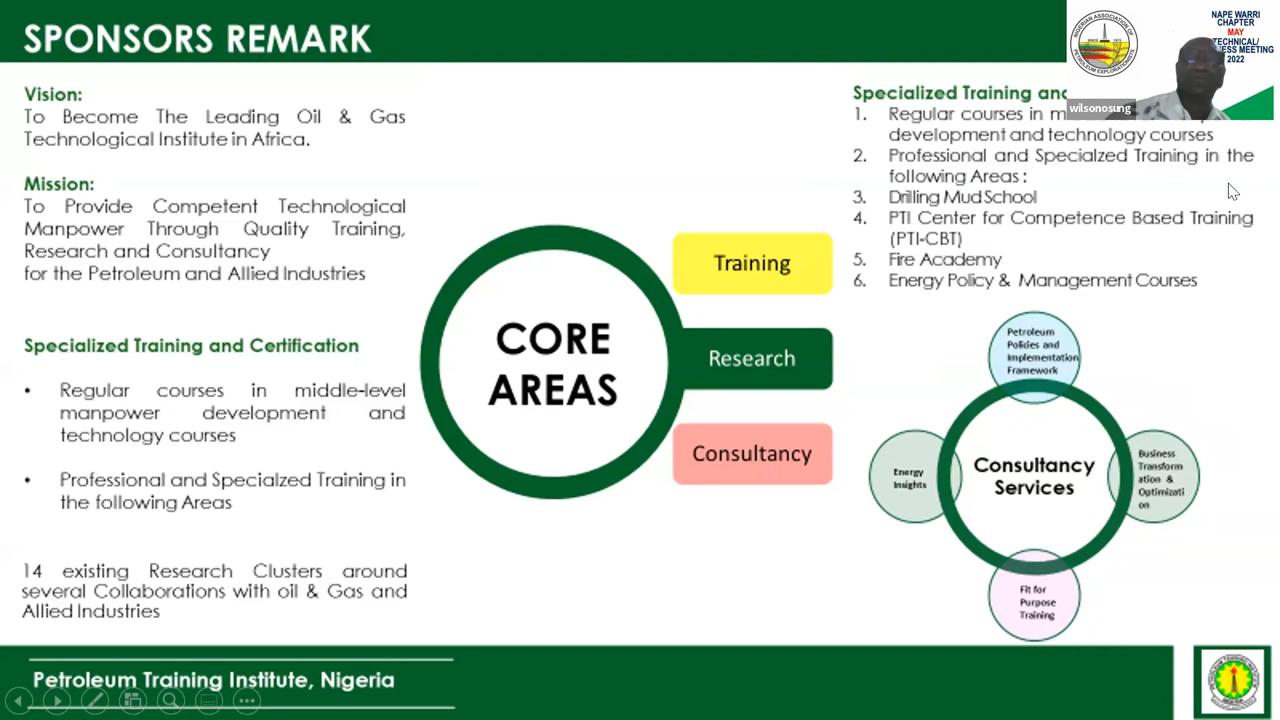 SPONSORS REMARK
NAPE WARRI
CHAPTER
MAY
TECHNICAL/
ESS MEETING
2022
NIGERIAN ASSOCIATION OF
PETROLEUM EXPLORATIONISTS
wilsonosung
Vision:
To Become The Leading Oil & Gas
Technological Institute in Africa.
Mission:
To Provide Competent Technological
Manpower Through Quality Training,
Research and Consultancy
for the Petroleum and Allied Industries
Specialized Training and Certification
• Regular courses in middle-level
manpower development and
technology courses
• Professional and Specialzed Training in
the following Areas
14 existing Research Clusters around
several Collaborations with oil & Gas and
Allied Industries
CORE
AREAS
Training
Research
Consultancy
Specialized Training and
1. Regular courses in m
development and technology courses
2. Professional and Specialzed Training in the
following Areas :
3. Drilling Mud School
4. PTI Center for Competence Based Training
(PTI-CBT)
5. Fire Academy
6. Energy Policy & Management Courses
Petroleum
Policies and
Implementation
Framework
Energy
Insights
Consultancy
Services
Business
Transform
ation &
Optimizati
on
Fit for
Purpose
Training
Petroleum Training Institute, Nigeria